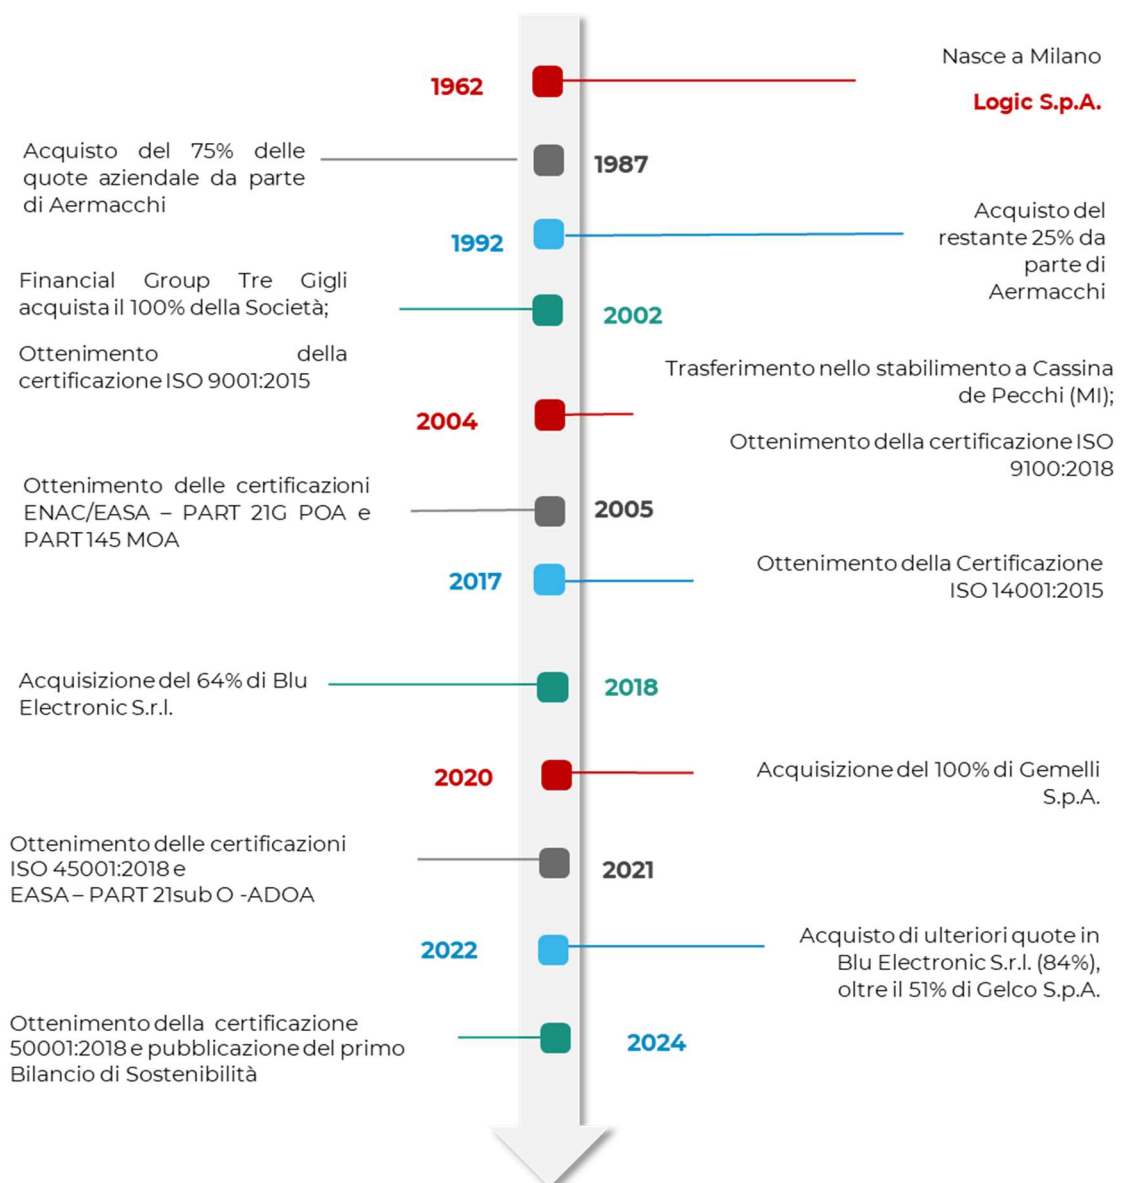 1962
Nasce a Milano
Logic S.p.A.
Acquisto del 75% delle
quote aziendale da parte
di Aermacchi
1987
1992
Acquisto del
restante 25% da
parte di
Aermacchi
Financial Group Tre Gigli
acquista il 100% della Società;
Ottenimento della
certificazione ISO 9001:2015
2002
2004
Trasferimento nello stabilimento a Cassina
de Pecchi (MI);
Ottenimento della certificazione ISO
9100:2018
Ottenimento delle certificazioni
ENAC/EASA – PART 21G POA e
PART145 MOA
2005
2017
Ottenimento della Certificazione
ISO 14001:2015
Acquisizione del 64% di Blu
Electronic S.r.l.
2018
2020
Acquisizione del 100% di Gemelli
S.p.A.
Ottenimento delle certificazioni
ISO 45001:2018 e
EASA – PART 21sub O -ADOA
2021
2022
Acquisto di ulteriori quote in
Blu Electronic S.r.l. (84%),
oltre il 51% di Gelco S.p.A.
Ottenimento della certificazione
50001:2018 e pubblicazione del primo
Bilancio di Sostenibilità
2024